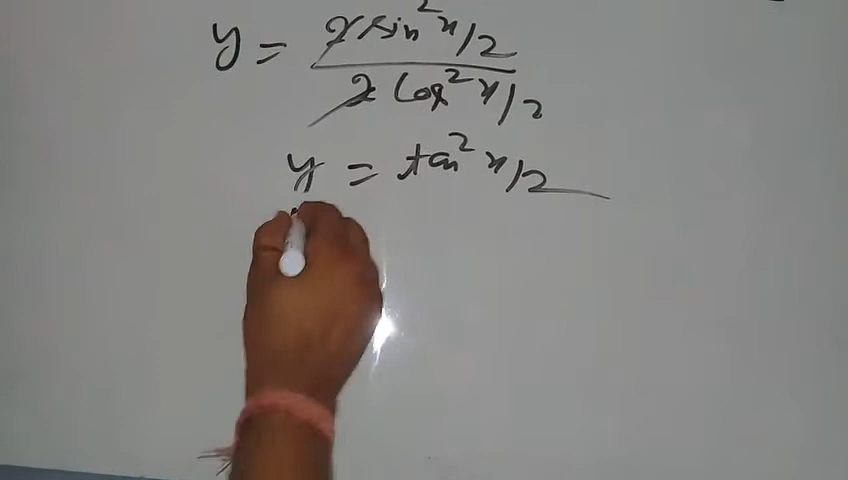 y = 2 sin² x/2 / 2 cos² x/2
y = tan² x/2